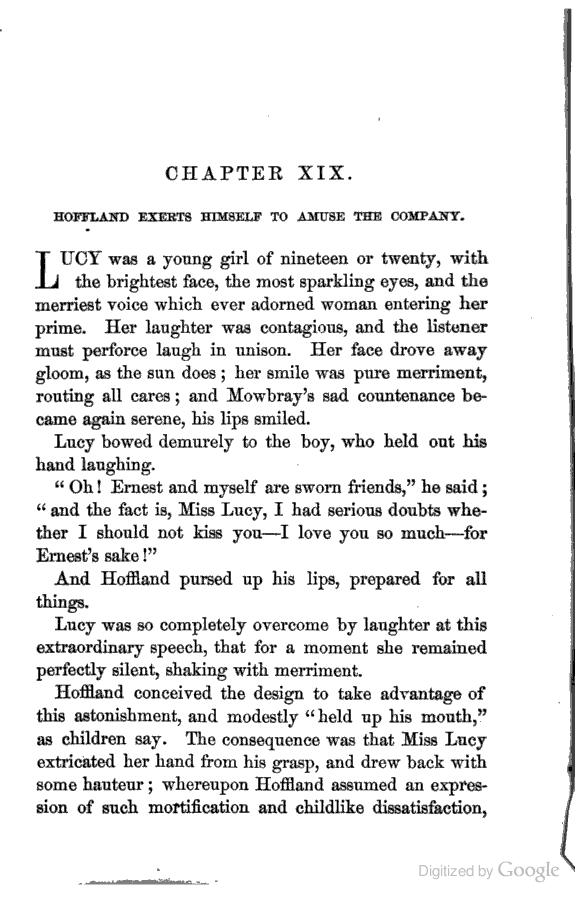 CHAPTER XIX.
HOFFLAND EXERTS HIMSELF TO AMUSE THE COMPANY.
LUCY was a young girl of nineteen or twenty, with
the brightest face, the most sparkling eyes, and the
merriest voice which ever adorned woman entering her
prime. Her laughter was contagious, and the listener
must perforce laugh in unison. Her face drove away
gloom, as the sun does; her smile was pure merriment,
routing all cares; and Mowbray's sad countenance be-
came again serene, his lips smiled.
Lucy bowed demurely to the boy, who held out his
hand laughing.
"Oh! Ernest and myself are sworn friends," he said;
"and the fact is, Miss Lucy, I had serious doubts whe-
ther I should not kiss you—I love you so much—for
Ernest's sake!"
And Hoffland pursed up his lips, prepared for all
things.
Lucy was so completely overcome by laughter at this
extraordinary speech, that for a moment she remained
perfectly silent, shaking with merriment.
Hoffland conceived the design to take advantage of
this astonishment, and modestly "held up his mouth,"
as children say. The consequence was that Miss Lucy
extricated her hand from his grasp, and drew back with
some hauteur; whereupon Hoffland assumed an expres-
sion of such mortification and childlike dissatisfaction,
Digitized by Google